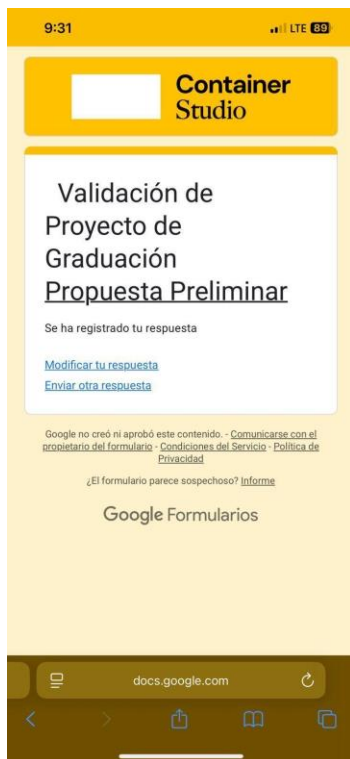 9:31
LTE 89
Container
Studio
Validación de
Proyecto de
Graduación
Propuesta Preliminar
Se ha registrado tu respuesta
Modificar tu respuesta
Enviar otra respuesta
Google no creó ni aprobó este contenido. - Comunicarse con el
propietario del formulario - Condiciones del Servicio - Política de
Privacidad
¿El formulario parece sospechoso? Informe
Google Formularios
docs.google.com